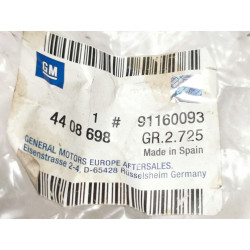 GM
1 # 91160093
44 08 698 GR.2.725
Made in Spain
GENERAL MOTORS EUROPE AFTERSALES.
Eisenstrasse 2-4, D-65428 Rüsselsheim Germany